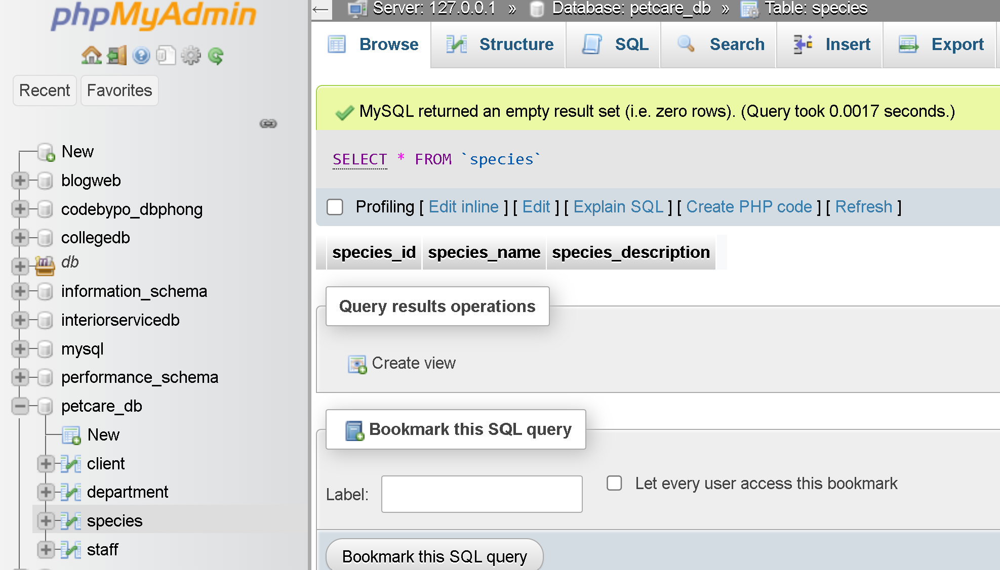 phpMyAdmin
Recent
Favorites
New
blogweb
codebypo_dbphong
collegedb
db
information_schema
interiorservicedb
mysql
performance_schema
petcare_db
New
client
department
species
staff
← Server: 127.0.0.1 » Database: petcare_db » Table: species
Browse Structure SQL Search Insert Export
MySQL returned an empty result set (i.e. zero rows). (Query took 0.0017 seconds.)
SELECT * FROM `species`
Profiling [ Edit inline ] [ Edit ] [ Explain SQL ] [ Create PHP code ] [ Refresh ]
species_id species_name species_description
Query results operations
Create view
Bookmark this SQL query
Label: Let every user access this bookmark
Bookmark this SQL query